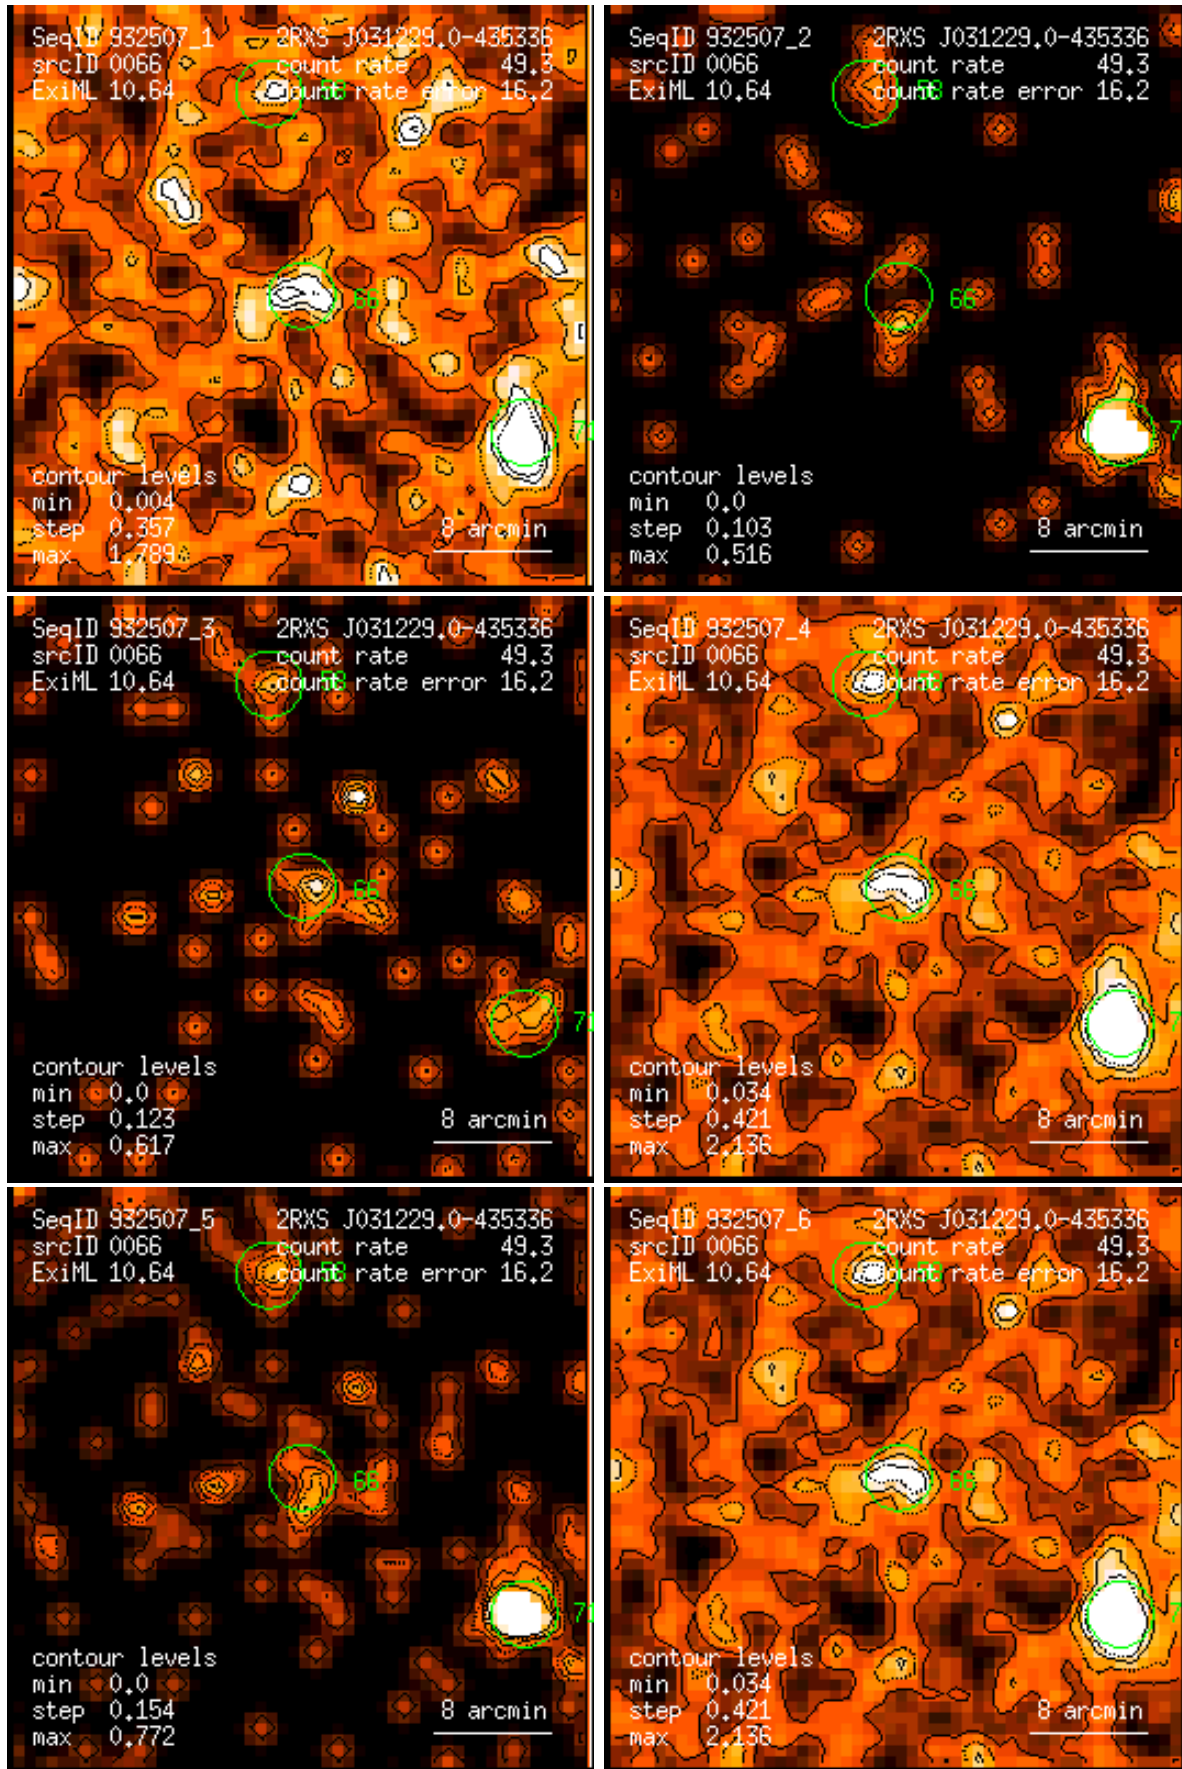 SeqID 932507_1 2RXS J031229.0-435336
srcID 0066 count rate 49.3
ExiML 10.64 count rate error 16.2
66
71
contour levels
min 0.004
step 0.357 8 arcmin
max 1.789
SeqID 932507_2 2RXS J031229.0-435336
srcID 0066 count rate 49.3
ExiML 10.64 count rate error 16.2
66
7
contour levels
min 0.0
step 0.103 8 arcmin
max 0.516
SeqID 932507_3 2RXS J031229.0-435336
srcID 0066 count rate 49.3
ExiML 10.64 count rate error 16.2
66
71
contour levels
min 0.0
step 0.123 8 arcmin
max 0.617
SeqID 932507_4 2RXS J031229.0-435336
srcID 0066 count rate 49.3
ExiML 10.64 count rate error 16.2
66
7
contour levels
min 0.034
step 0.421 8 arcmin
max 2.136
SeqID 932507_5 2RXS J031229.0-435336
srcID 0066 count rate 49.3
ExiML 10.64 count rate error 16.2
66
71
contour levels
min 0.0
step 0.154 8 arcmin
max 0.772
SeqID 932507_6 2RXS J031229.0-435336
srcID 0066 count rate 49.3
ExiML 10.64 count rate error 16.2
66
7
contour levels
min 0.034
step 0.421 8 arcmin
max 2.136